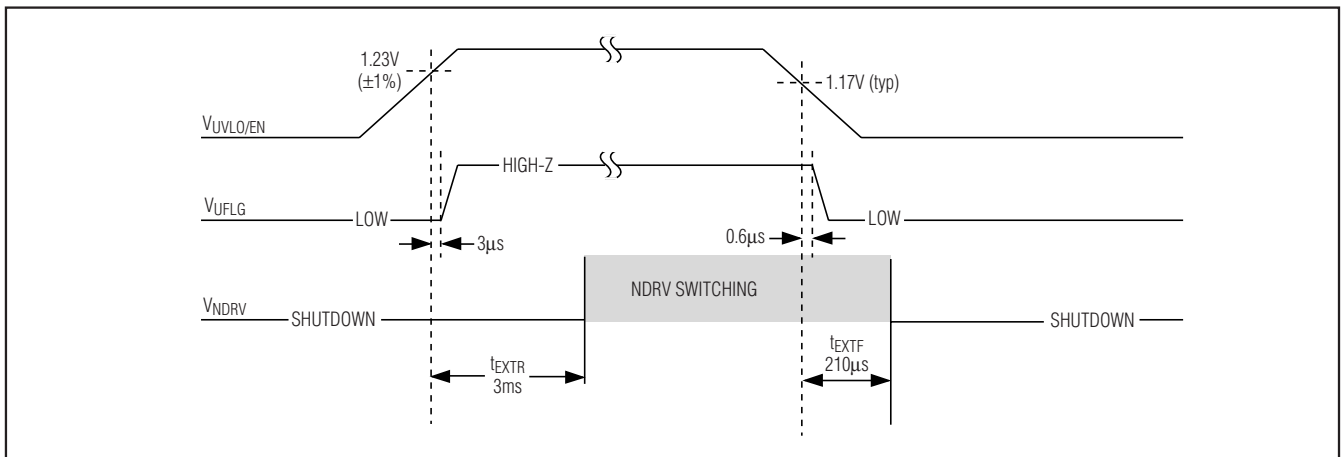 1.23V
(±1%)
1.17V (typ)
VUVLO/EN
HIGH-Z
VUFLG
LOW
LOW
3μs
0.6μs
NDRV SWITCHING
VNDRV
SHUTDOWN
SHUTDOWN
tEXTR
3ms
tEXTF
210μs